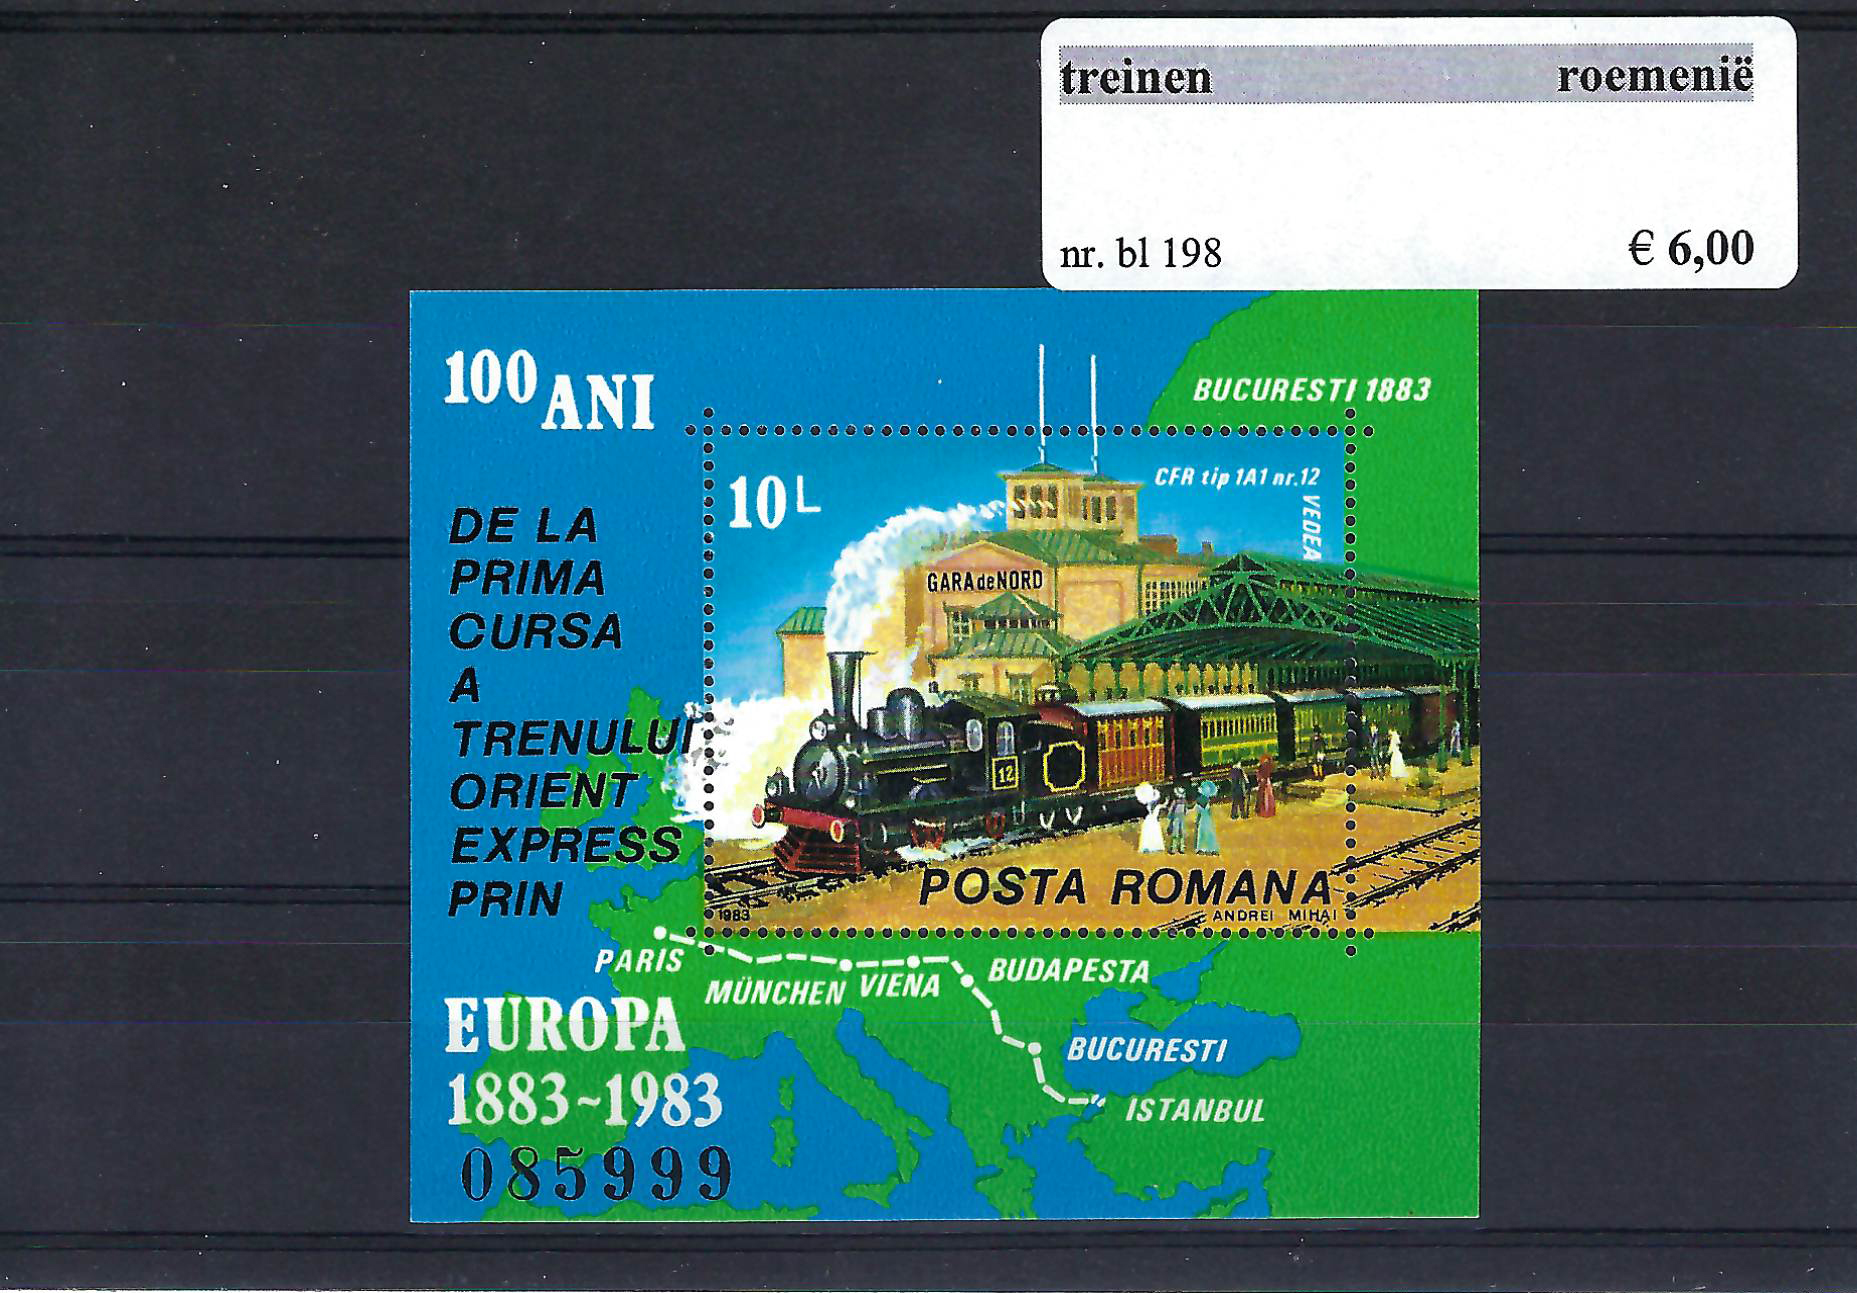 treinen roemenië
nr. bl 198 € 6,00
100 ANI
DE LA
PRIMA
CURSA
A
TRENULUI
ORIENT
EXPRESS
PRIN
EUROPA
1883~1983
085999
BUCURESTI 1883
10 L
CFR tip 1A1 nr.12
VEDEA
GARA de NORD
12
POSTA ROMANA
1983 ANDREI MIHAI
PARIS
MÜNCHEN
VIENA
BUDAPESTA
BUCURESTI
ISTANBUL